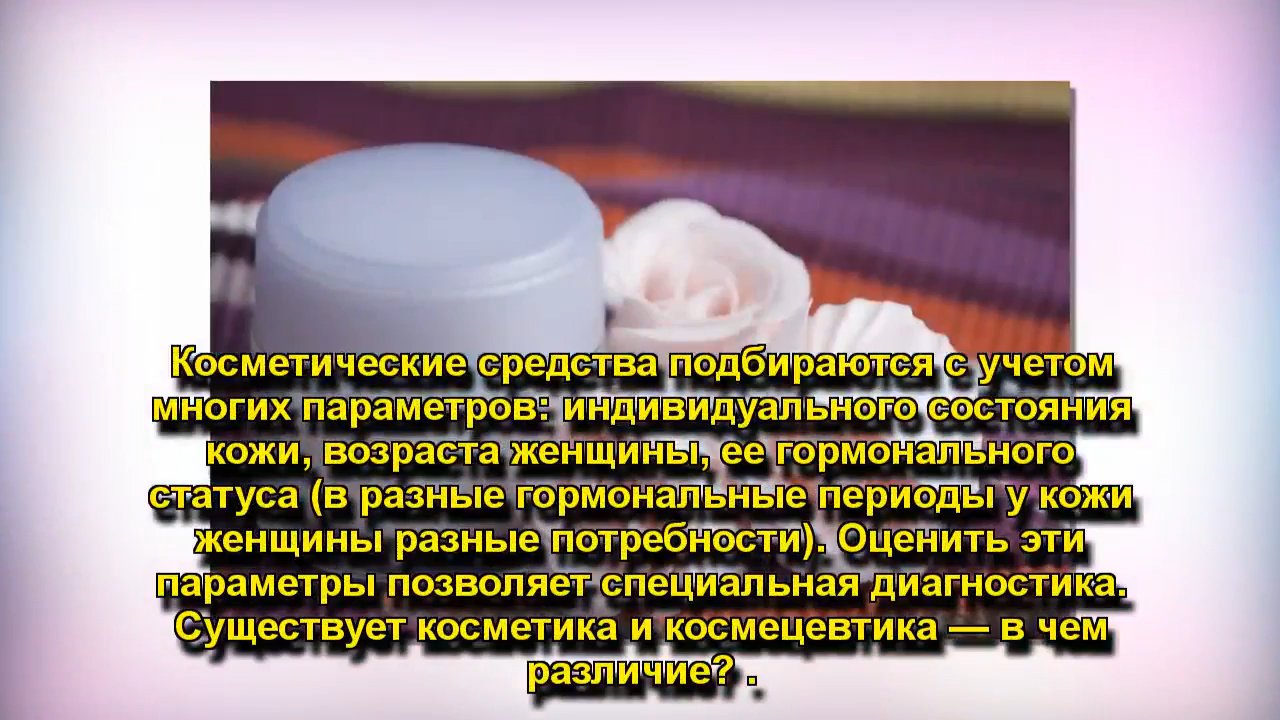 Косметические средства подбираются с учетом
многих параметров: индивидуального состояния
кожи, возраста женщины, ее гормонального
статуса (в разные гормональные периоды у кожи
женщины разные потребности). Оценить эти
параметры позволяет специальная диагностика.
Существует косметика и космецевтика — в чем
различие? .